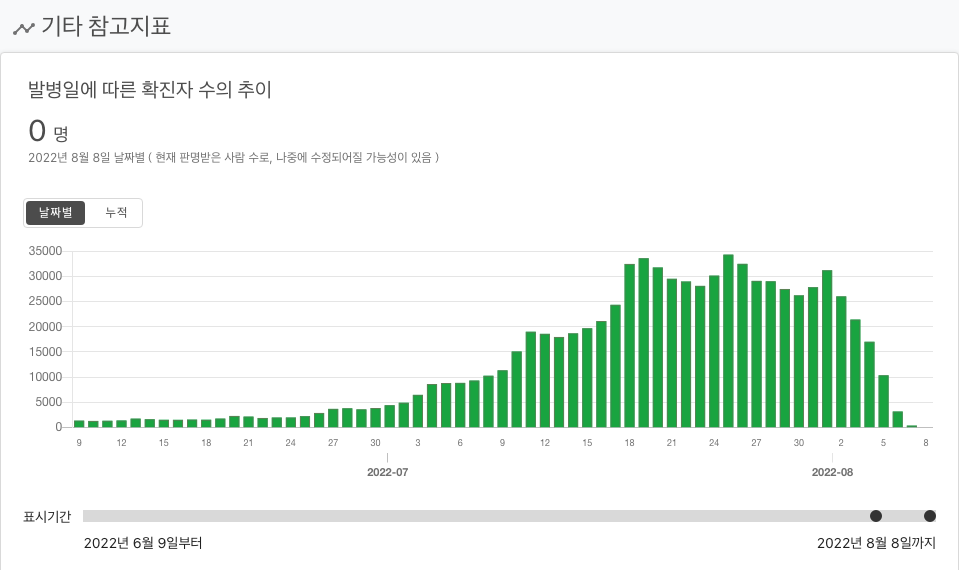 기타 참고지표
발병일에 따른 확진자 수의 추이
0 명
2022년 8월 8일 날짜별 ( 현재 판명받은 사람 수로, 나중에 수정되어질 가능성이 있음 )
날짜별 누적
35000
30000
25000
20000
15000
10000
5000
0
9 12 15 18 21 24 27 30 3 6 9 12 15 18 21 24 27 30 2 5 8
2022-07 2022-08
표시기간
2022년 6월 9일부터 2022년 8월 8일까지